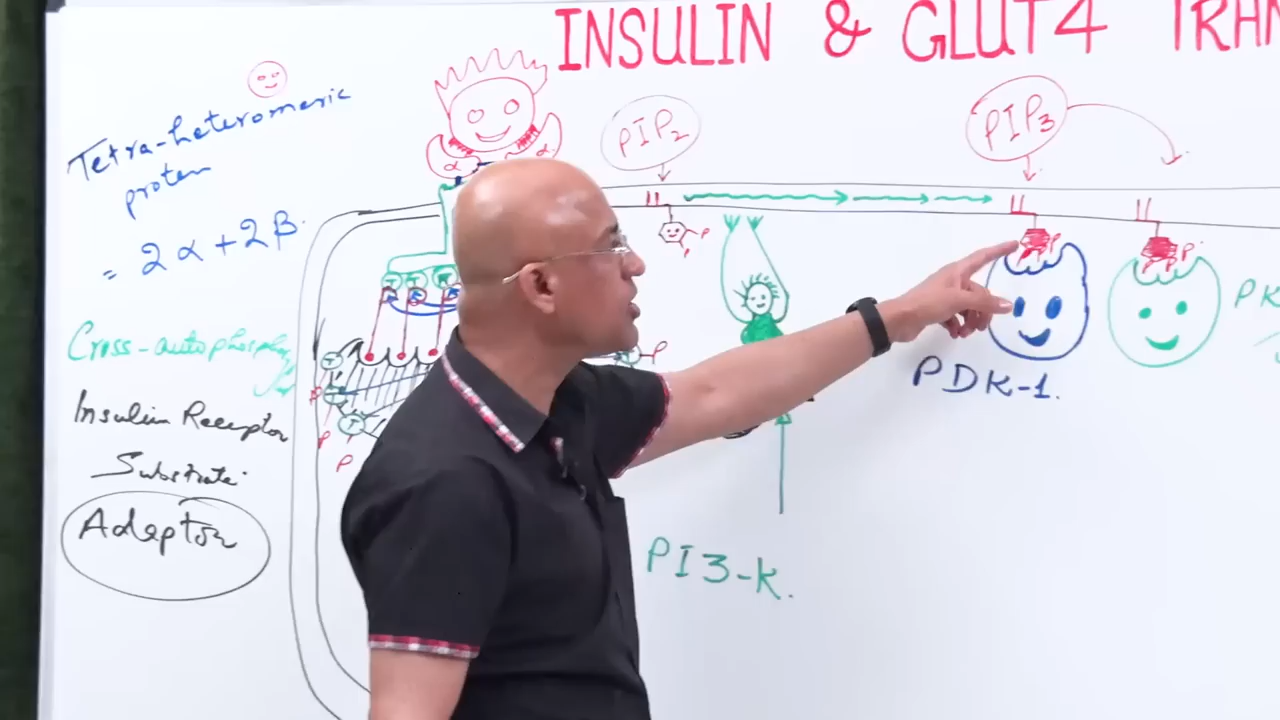 INSULIN & GLUT4 TRAN
Tetra-heteromeric
protein
= 2α + 2β.
Cross-autophosphory
Insulin Receptor
Substrate.
Adaptor
α α
PIP2
PIP3
P
P
P
P
P
P
P
P P P
T T T
T
T
T
T
PDK-1.
PK
PI3-K.